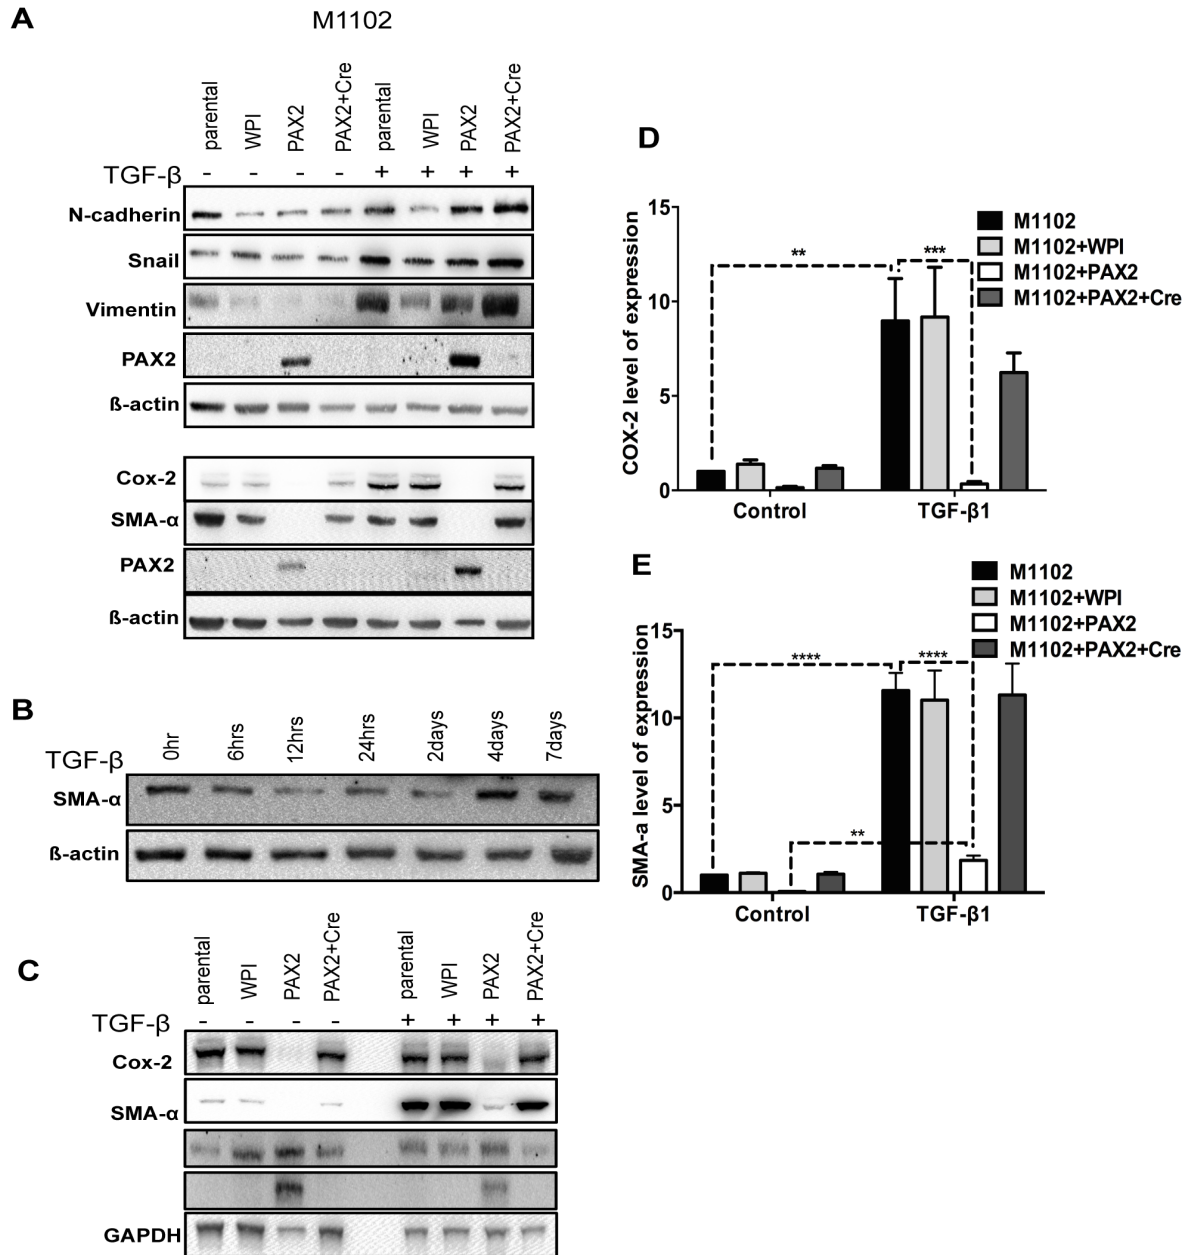 A
M1102
parental WPI PAX2 PAX2+Cre parental WPI PAX2 PAX2+Cre
TGF-β - - - - + + + +
N-cadherin
Snail
Vimentin
PAX2
ß-actin
Cox-2
SMA-α
PAX2
ß-actin
B
0hr 6hrs 12hrs 24hrs 2days 4days 7days
TGF-β
SMA-α
ß-actin
C
parental WPI PAX2 PAX2+Cre parental WPI PAX2 PAX2+Cre
TGF-β - - - - + + + +
Cox-2
SMA-α
GAPDH
D
COX-2 level of expression
15
10
5
0
** ***
M1102
M1102+WPI
M1102+PAX2
M1102+PAX2+Cre
Control TGF-β1
E
SMA-a level of expression
15
10
5
0
**** ****
**
M1102
M1102+WPI
M1102+PAX2
M1102+PAX2+Cre
Control TGF-β1